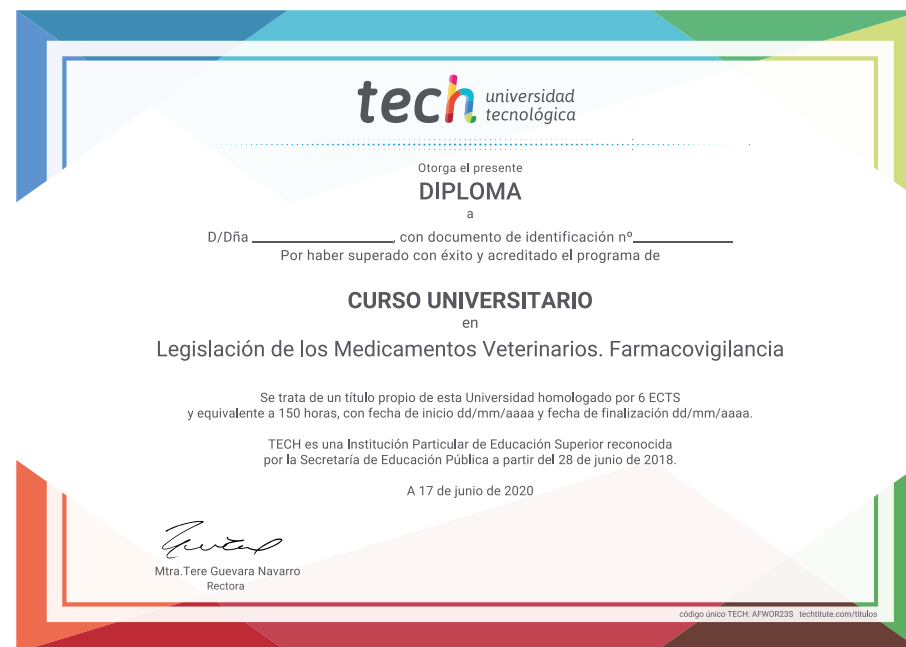 tech universidad
tecnológica
Otorga el presente
DIPLOMA
a
D/Dña ____________________, con documento de identificación nº______________
Por haber superado con éxito y acreditado el programa de
CURSO UNIVERSITARIO
en
Legislación de los Medicamentos Veterinarios. Farmacovigilancia
Se trata de un título propio de esta Universidad homologado por 6 ECTS
y equivalente a 150 horas, con fecha de inicio dd/mm/aaaa y fecha de finalización dd/mm/aaaa.
TECH es una Institución Particular de Educación Superior reconocida
por la Secretaría de Educación Pública a partir del 28 de junio de 2018.
A 17 de junio de 2020
Mtra.Tere Guevara Navarro
Rectora
código único TECH: AFWOR23S techtitute.com/titulos